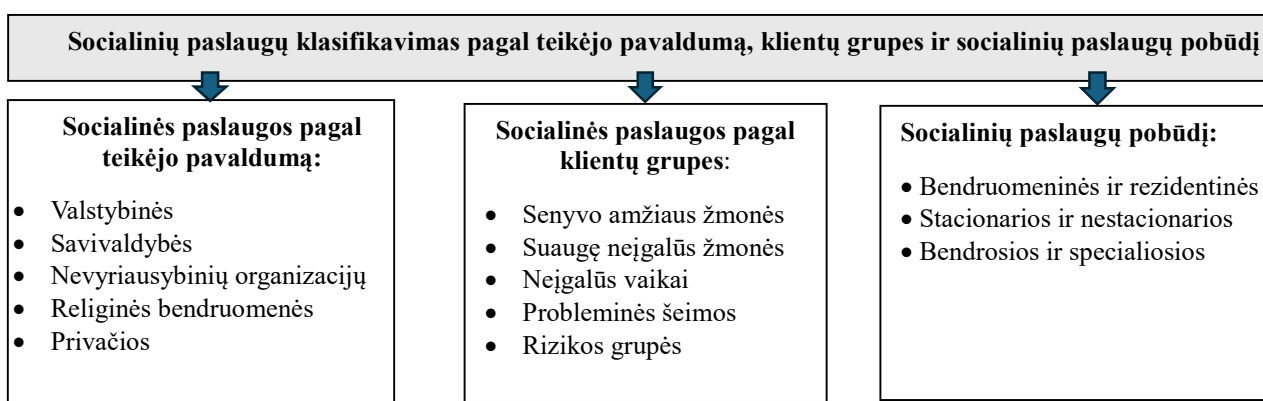 Socialinių paslaugų klasifikavimas pagal teikėjo pavaldumą, klientų grupes ir socialinių paslaugų pobūdį
Socialinės paslaugos pagal
teikėjo pavaldumą:
• Valstybinės
• Savivaldybės
• Nevyriausybinių organizacijų
• Religinės bendruomenės
• Privačios
Socialinės paslaugos pagal
klientų grupes:
• Senyvo amžiaus žmonės
• Suaugę neįgalūs žmonės
• Neįgalūs vaikai
• Probleminės šeimos
• Rizikos grupės
Socialinių paslaugų pobūdį:
• Bendruomeninės ir rezidentinės
• Stacionarios ir nestacionarios
• Bendrosios ir specialiosios